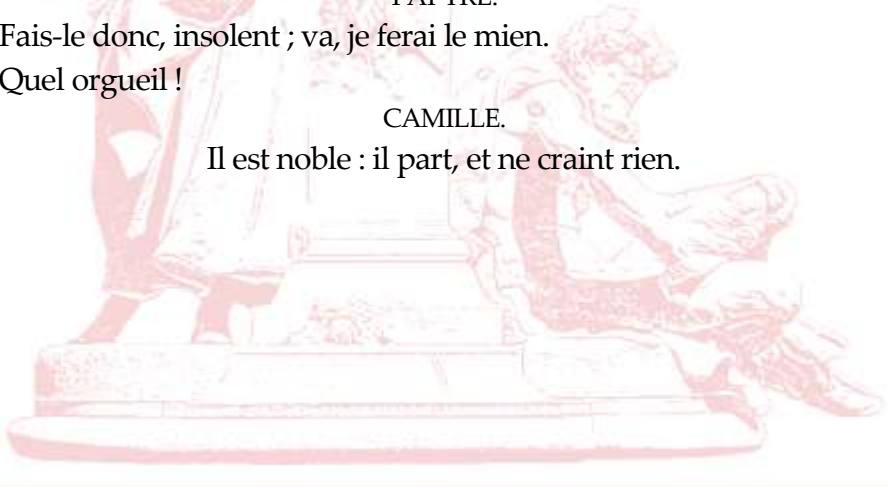 Fais-le donc, insolent ; va, je ferai le mien.
Quel orgueil !
CAMILLE.
Il est noble : il part, et ne craint rien.